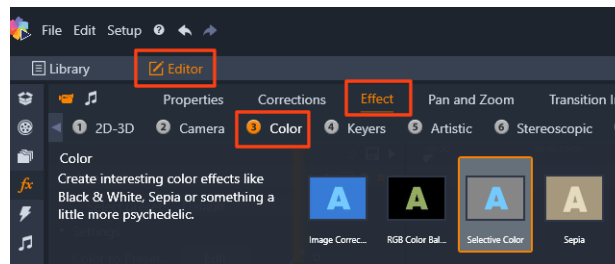 File Edit Setup ?
Library Editor
Properties Corrections Effect Pan and Zoom Transition I
1 2D-3D 2 Camera 3 Color 4 Keyers 5 Artistic 6 Stereoscopic
Color
Create interesting color effects like
Black & White, Sepia or something a
little more psychedelic.
fx
A A A A
Image Correc... RGB Color Bal... Selective Color Sepia